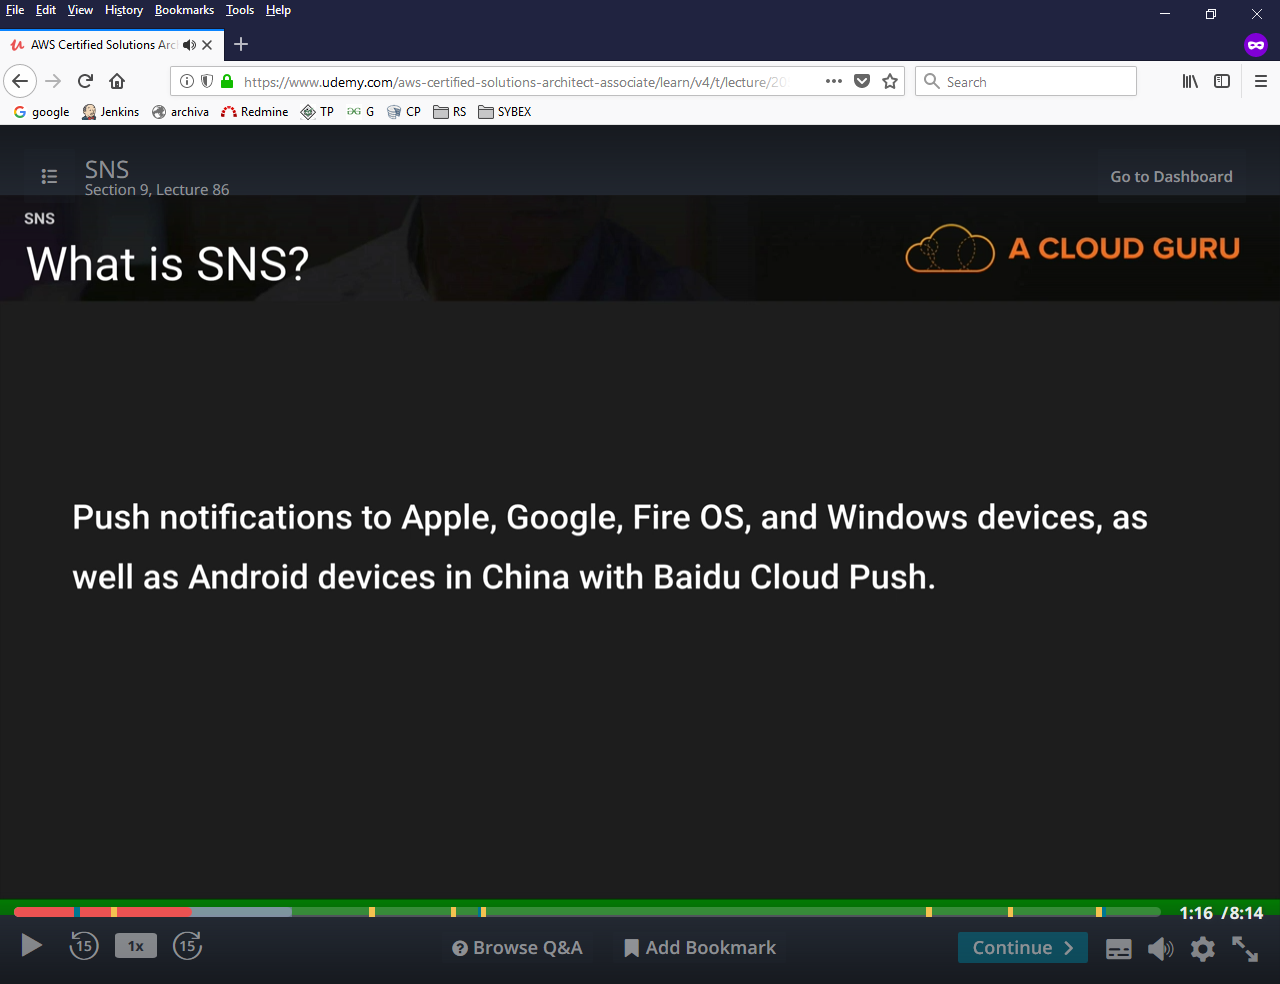 File Edit View History Bookmarks Tools Help
AWS Certified Solutions Arc
https://www.udemy.com/aws-certified-solutions-architect-associate/learn/v4/t/lecture/20
Search
google Jenkins archiva Redmine TP G CP RS SYBEX
SNS
Section 9, Lecture 86
Go to Dashboard
SNS
What is SNS?
A CLOUD GURU
Push notifications to Apple, Google, Fire OS, and Windows devices, as
well as Android devices in China with Baidu Cloud Push.
1:16 /8:14
15 1x 15 Browse Q&A Add Bookmark Continue